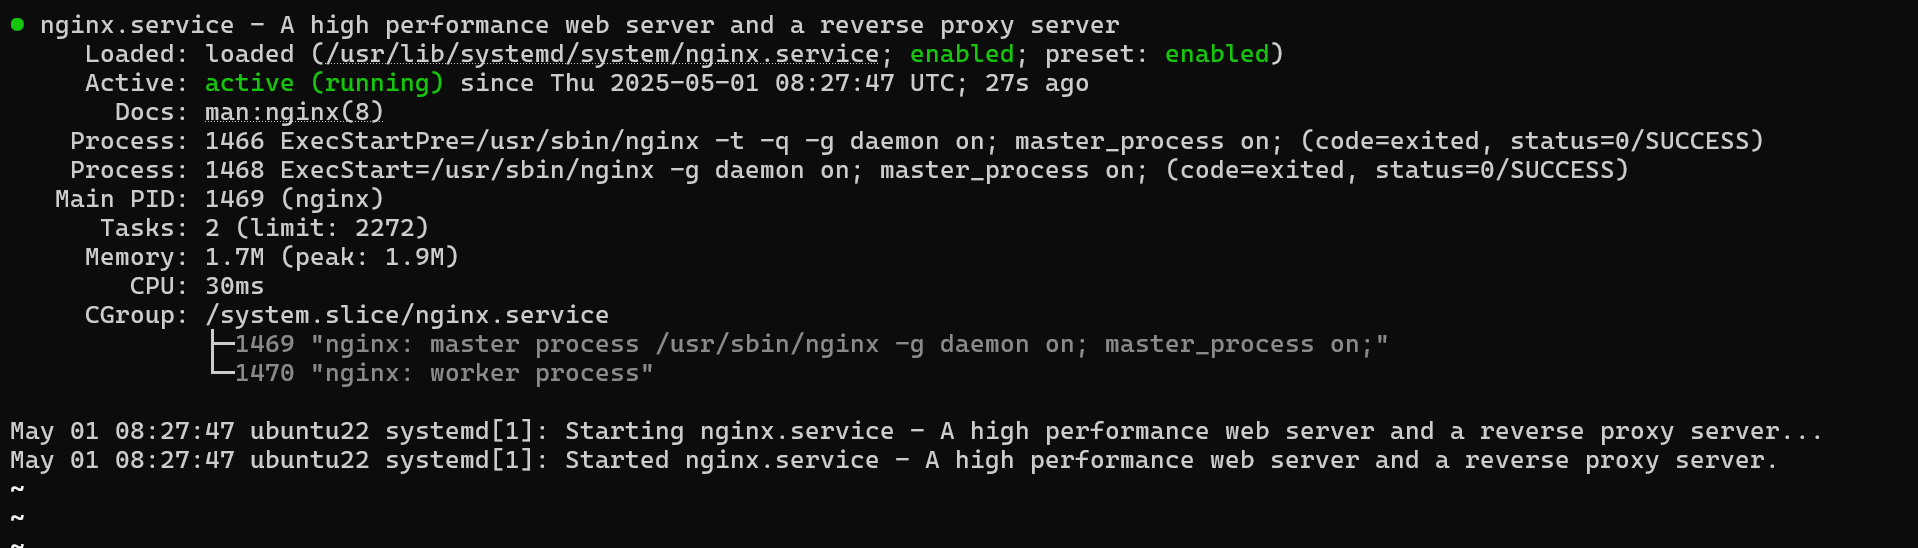 ● nginx.service - A high performance web server and a reverse proxy server
     Loaded: loaded (/usr/lib/systemd/system/nginx.service; enabled; preset: enabled)
     Active: active (running) since Thu 2025-05-01 08:27:47 UTC; 27s ago
       Docs: man:nginx(8)
    Process: 1466 ExecStartPre=/usr/sbin/nginx -t -q -g daemon on; master_process on; (code=exited, status=0/SUCCESS)
    Process: 1468 ExecStart=/usr/sbin/nginx -g daemon on; master_process on; (code=exited, status=0/SUCCESS)
   Main PID: 1469 (nginx)
      Tasks: 2 (limit: 2272)
     Memory: 1.7M (peak: 1.9M)
        CPU: 30ms
     CGroup: /system.slice/nginx.service
             ├─1469 "nginx: master process /usr/sbin/nginx -g daemon on; master_process on;"
             └─1470 "nginx: worker process"

May 01 08:27:47 ubuntu22 systemd[1]: Starting nginx.service - A high performance web server and a reverse proxy server...
May 01 08:27:47 ubuntu22 systemd[1]: Started nginx.service - A high performance web server and a reverse proxy server.
~
~
~